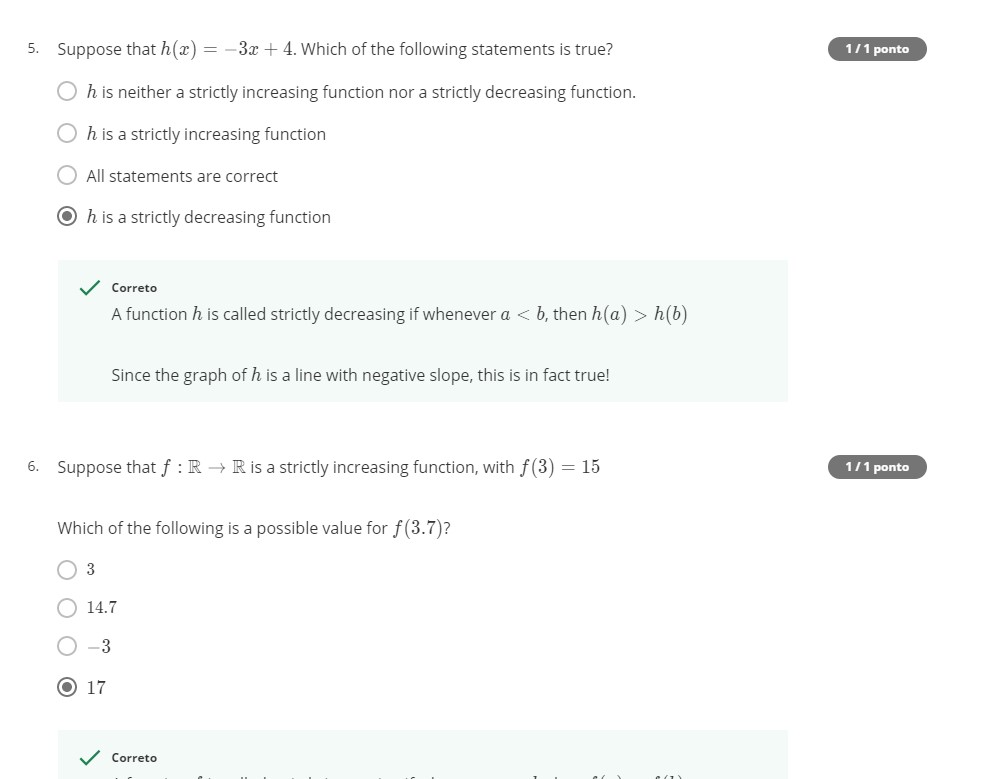 5. Suppose that h(x) = −3x + 4. Which of the following statements is true?
1 / 1 ponto
h is neither a strictly increasing function nor a strictly decreasing function.
h is a strictly increasing function
All statements are correct
h is a strictly decreasing function
Correto
A function h is called strictly decreasing if whenever a < b, then h(a) > h(b)
Since the graph of h is a line with negative slope, this is in fact true!
6. Suppose that f : ℝ → ℝ is a strictly increasing function, with f(3) = 15
1 / 1 ponto
Which of the following is a possible value for f(3.7)?
3
14.7
−3
17
Correto